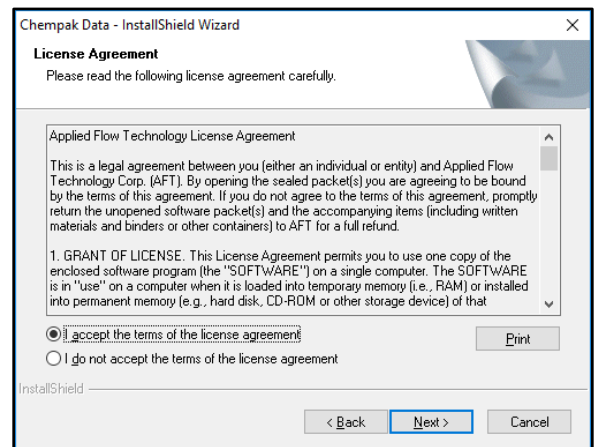 Chempak Data - InstallShield Wizard
License Agreement
Please read the following license agreement carefully.
Applied Flow Technology License Agreement
This is a legal agreement between you (either an individual or entity) and Applied Flow
Technology Corp. (AFT). By opening the sealed packet(s) you are agreeing to be bound
by the terms of this agreement. If you do not agree to the terms of this agreement, promptly
return the unopened software packet(s) and the accompanying items (including written
materials and binders or other containers) to AFT for a full refund.
1. GRANT OF LICENSE. This License Agreement permits you to use one copy of the
enclosed software program (the "SOFTWARE") on a single computer. The SOFTWARE
is in "use" on a computer when it is loaded into temporary memory (i.e., RAM) or installed
into permanent memory (e.g., hard disk, CD-ROM or other storage device) of that
I accept the terms of the license agreement
Print
I do not accept the terms of the license agreement
InstallShield
< Back
Next >
Cancel